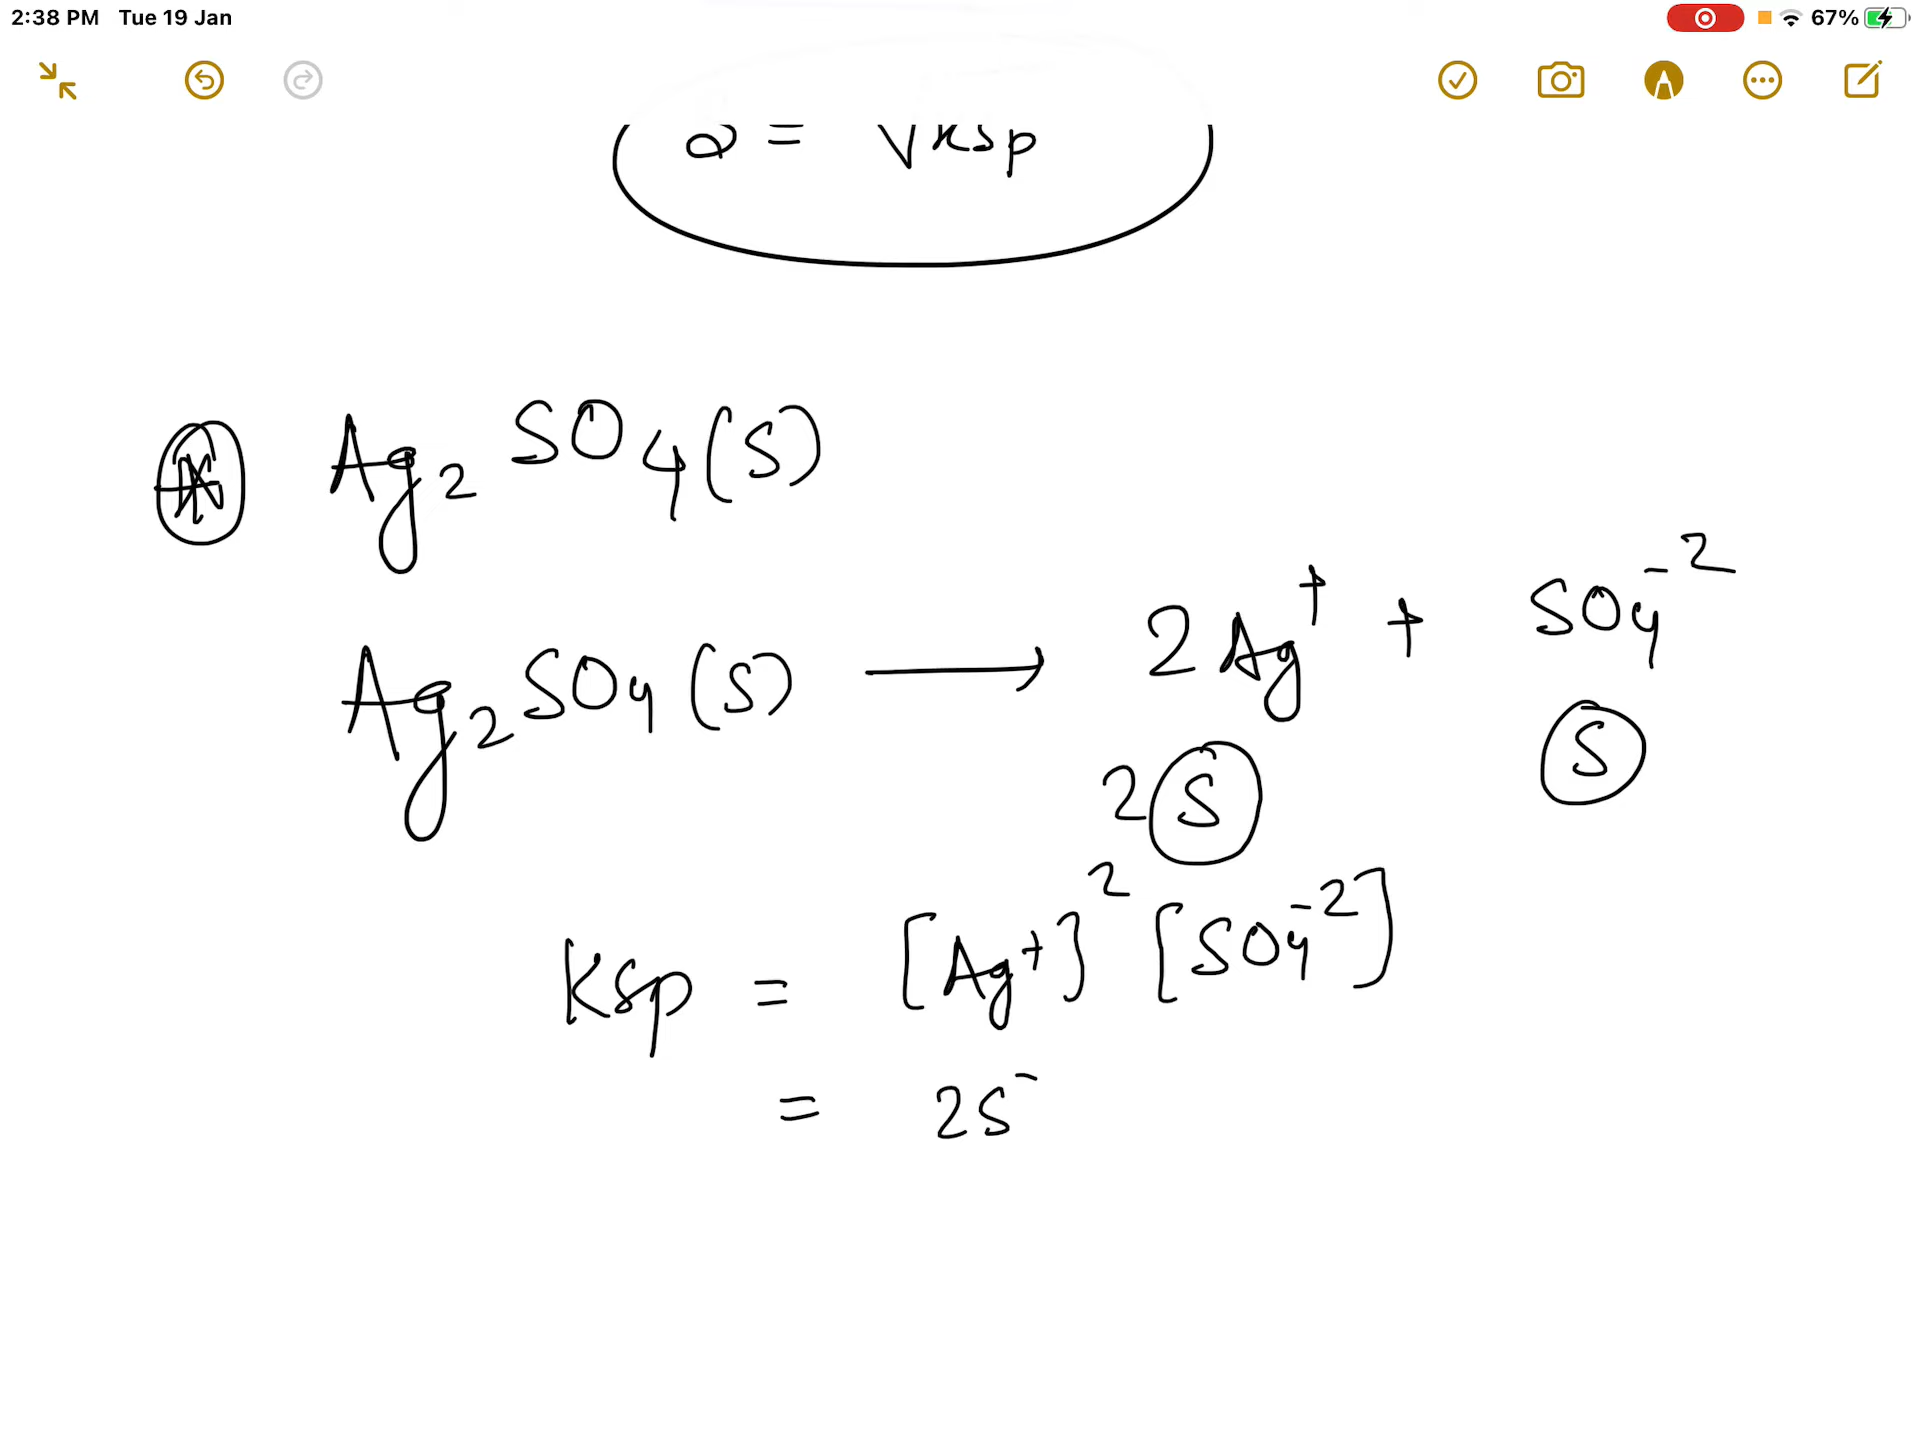 2:38 PM Tue 19 Jan 67%
= √Ksp
Ag₂SO₄(S)
Ag₂SO₄(S) → 2Ag⁺ + SO₄⁻²
2S S
Ksp = [Ag⁺]² [SO₄⁻²]
= 2S